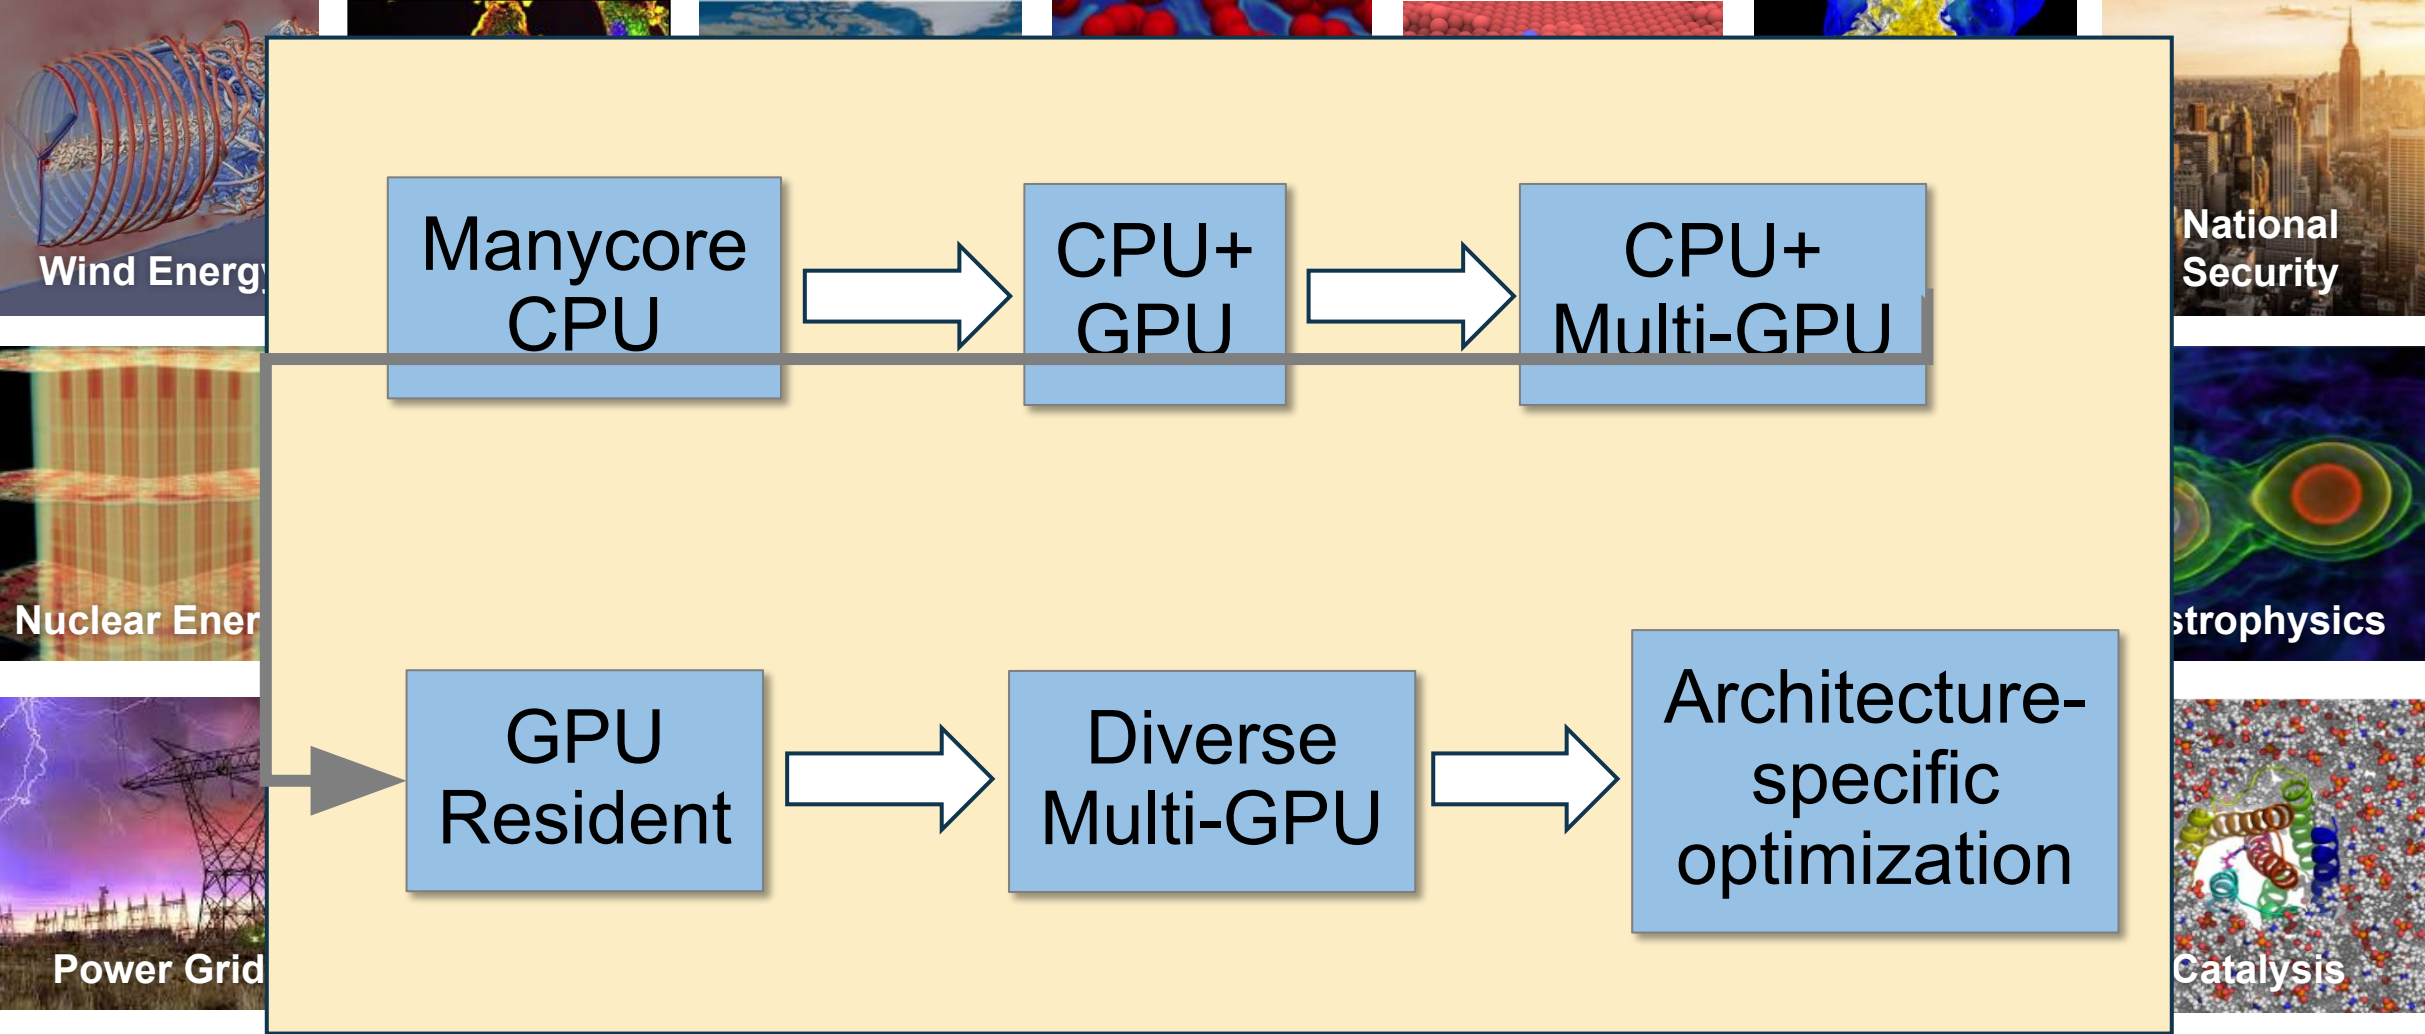 Manycore
CPU
CPU+
GPU
CPU+
Multi-GPU
GPU
Resident
Diverse
Multi-GPU
Architecture-
specific
optimization
Wind Energy
National
Security
Nuclear Ener
strophysics
Power Grid
Catalysis